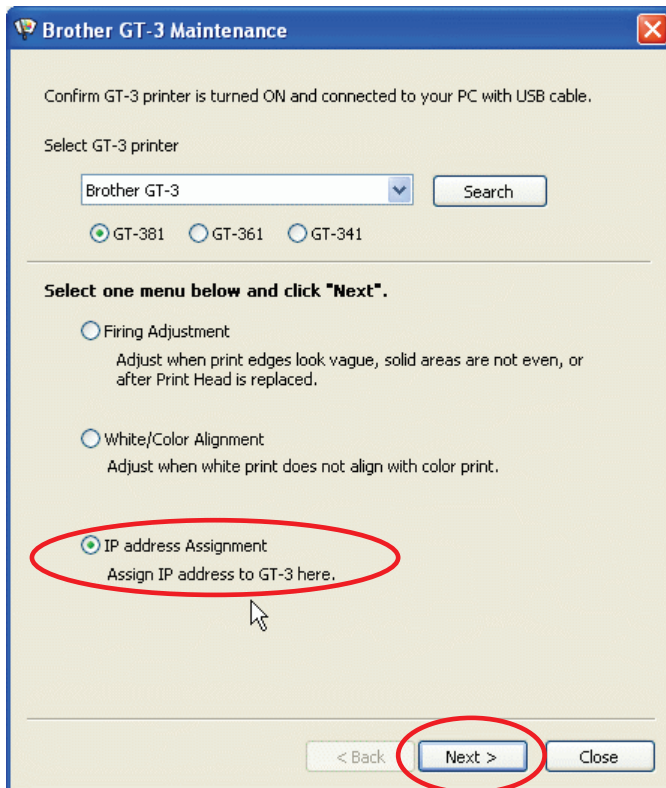 Brother GT-3 Maintenance
Confirm GT-3 printer is turned ON and connected to your PC with USB cable.
Select GT-3 printer
Brother GT-3
Search
GT-381 GT-361 GT-341
Select one menu below and click "Next".
Firing Adjustment
Adjust when print edges look vague, solid areas are not even, or
after Print Head is replaced.
White/Color Alignment
Adjust when white print does not align with color print.
IP address Assignment
Assign IP address to GT-3 here.
< Back Next > Close